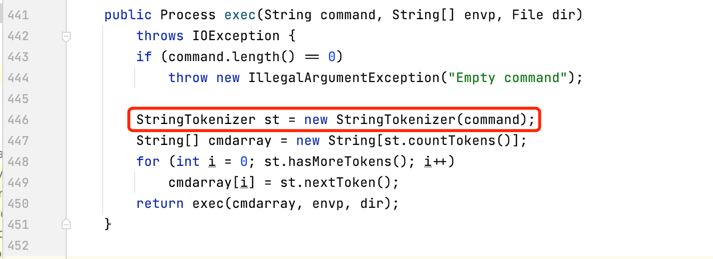 441 public Process exec(String command, String[] envp, File dir)
442 throws IOException {
443 if (command.length() == 0)
444 throw new IllegalArgumentException("Empty command");
445
446 StringTokenizer st = new StringTokenizer(command);
447 String[] cmdarray = new String[st.countTokens()];
448 for (int i = 0; st.hasMoreTokens(); i++)
449 cmdarray[i] = st.nextToken();
450 return exec(cmdarray, envp, dir);
451 }
452